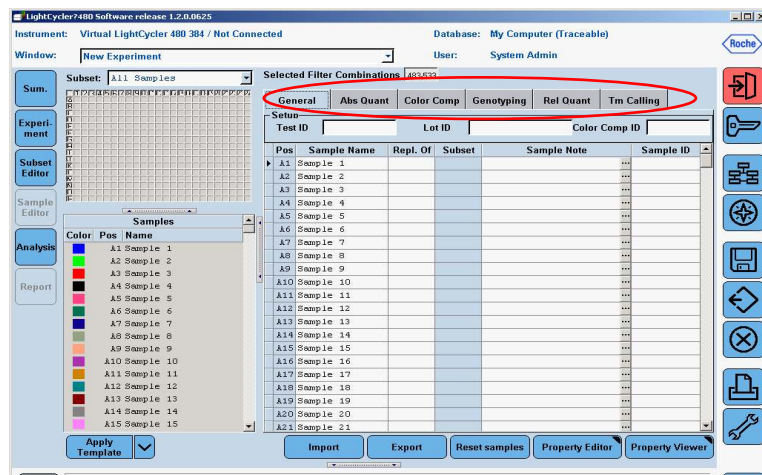 LightCycler?480 Software release 1.2.0.0625
Instrument: Virtual LightCycler 480 384 / Not Connected
Database: My Computer (Traceable)
Window: New Experiment
User: System Admin
Roche
Sum.
Experi-
ment
Subset
Editor
Sample
Editor
Analysis
Report
Subset: All Samples
Samples
Color Pos Name
A1 Sample 1
A2 Sample 2
A3 Sample 3
A4 Sample 4
A5 Sample 5
A6 Sample 6
A7 Sample 7
A8 Sample 8
A9 Sample 9
A10 Sample 10
A11 Sample 11
A12 Sample 12
A13 Sample 13
A14 Sample 14
A15 Sample 15
Apply
Template
Selected Filter Combinations 483-533
General Abs Quant Color Comp Genotyping Rel Quant Tm Calling
Setup
Test ID Lot ID Color Comp ID
Pos Sample Name Repl. Of Subset Sample Note Sample ID
A1 Sample 1 ...
A2 Sample 2 ...
A3 Sample 3 ...
A4 Sample 4 ...
A5 Sample 5 ...
A6 Sample 6 ...
A7 Sample 7 ...
A8 Sample 8 ...
A9 Sample 9 ...
A10 Sample 10 ...
A11 Sample 11 ...
A12 Sample 12 ...
A13 Sample 13 ...
A14 Sample 14 ...
A15 Sample 15 ...
A16 Sample 16 ...
A17 Sample 17 ...
A18 Sample 18 ...
A19 Sample 19 ...
A20 Sample 20 ...
A21 Sample 21 ...
Import Export Reset samples Property Editor Property Viewer